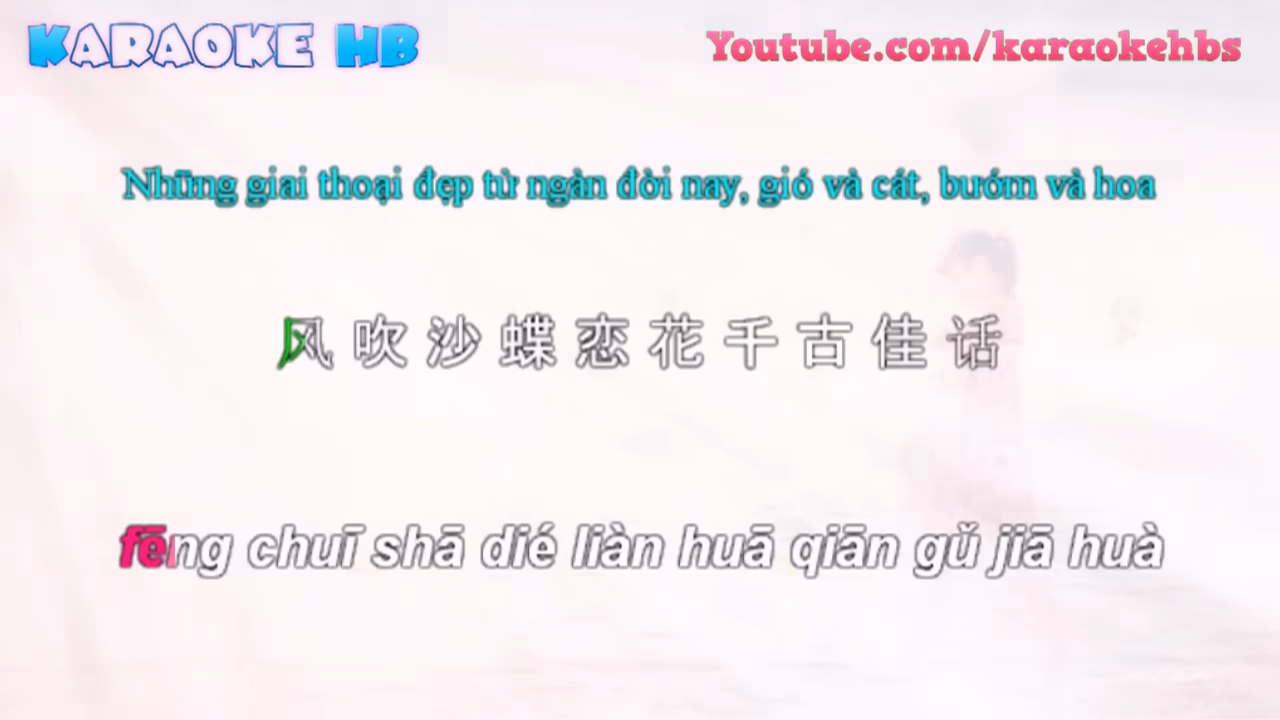 KARAOKE HB
Youtube.com/karaokehbs
Những giai thoại đẹp từ ngàn đời nay, gió và cát, bướm và hoa
风吹沙蝶恋花千古佳话
fēng chuī shā dié liàn huā qiān gǔ jiā huà